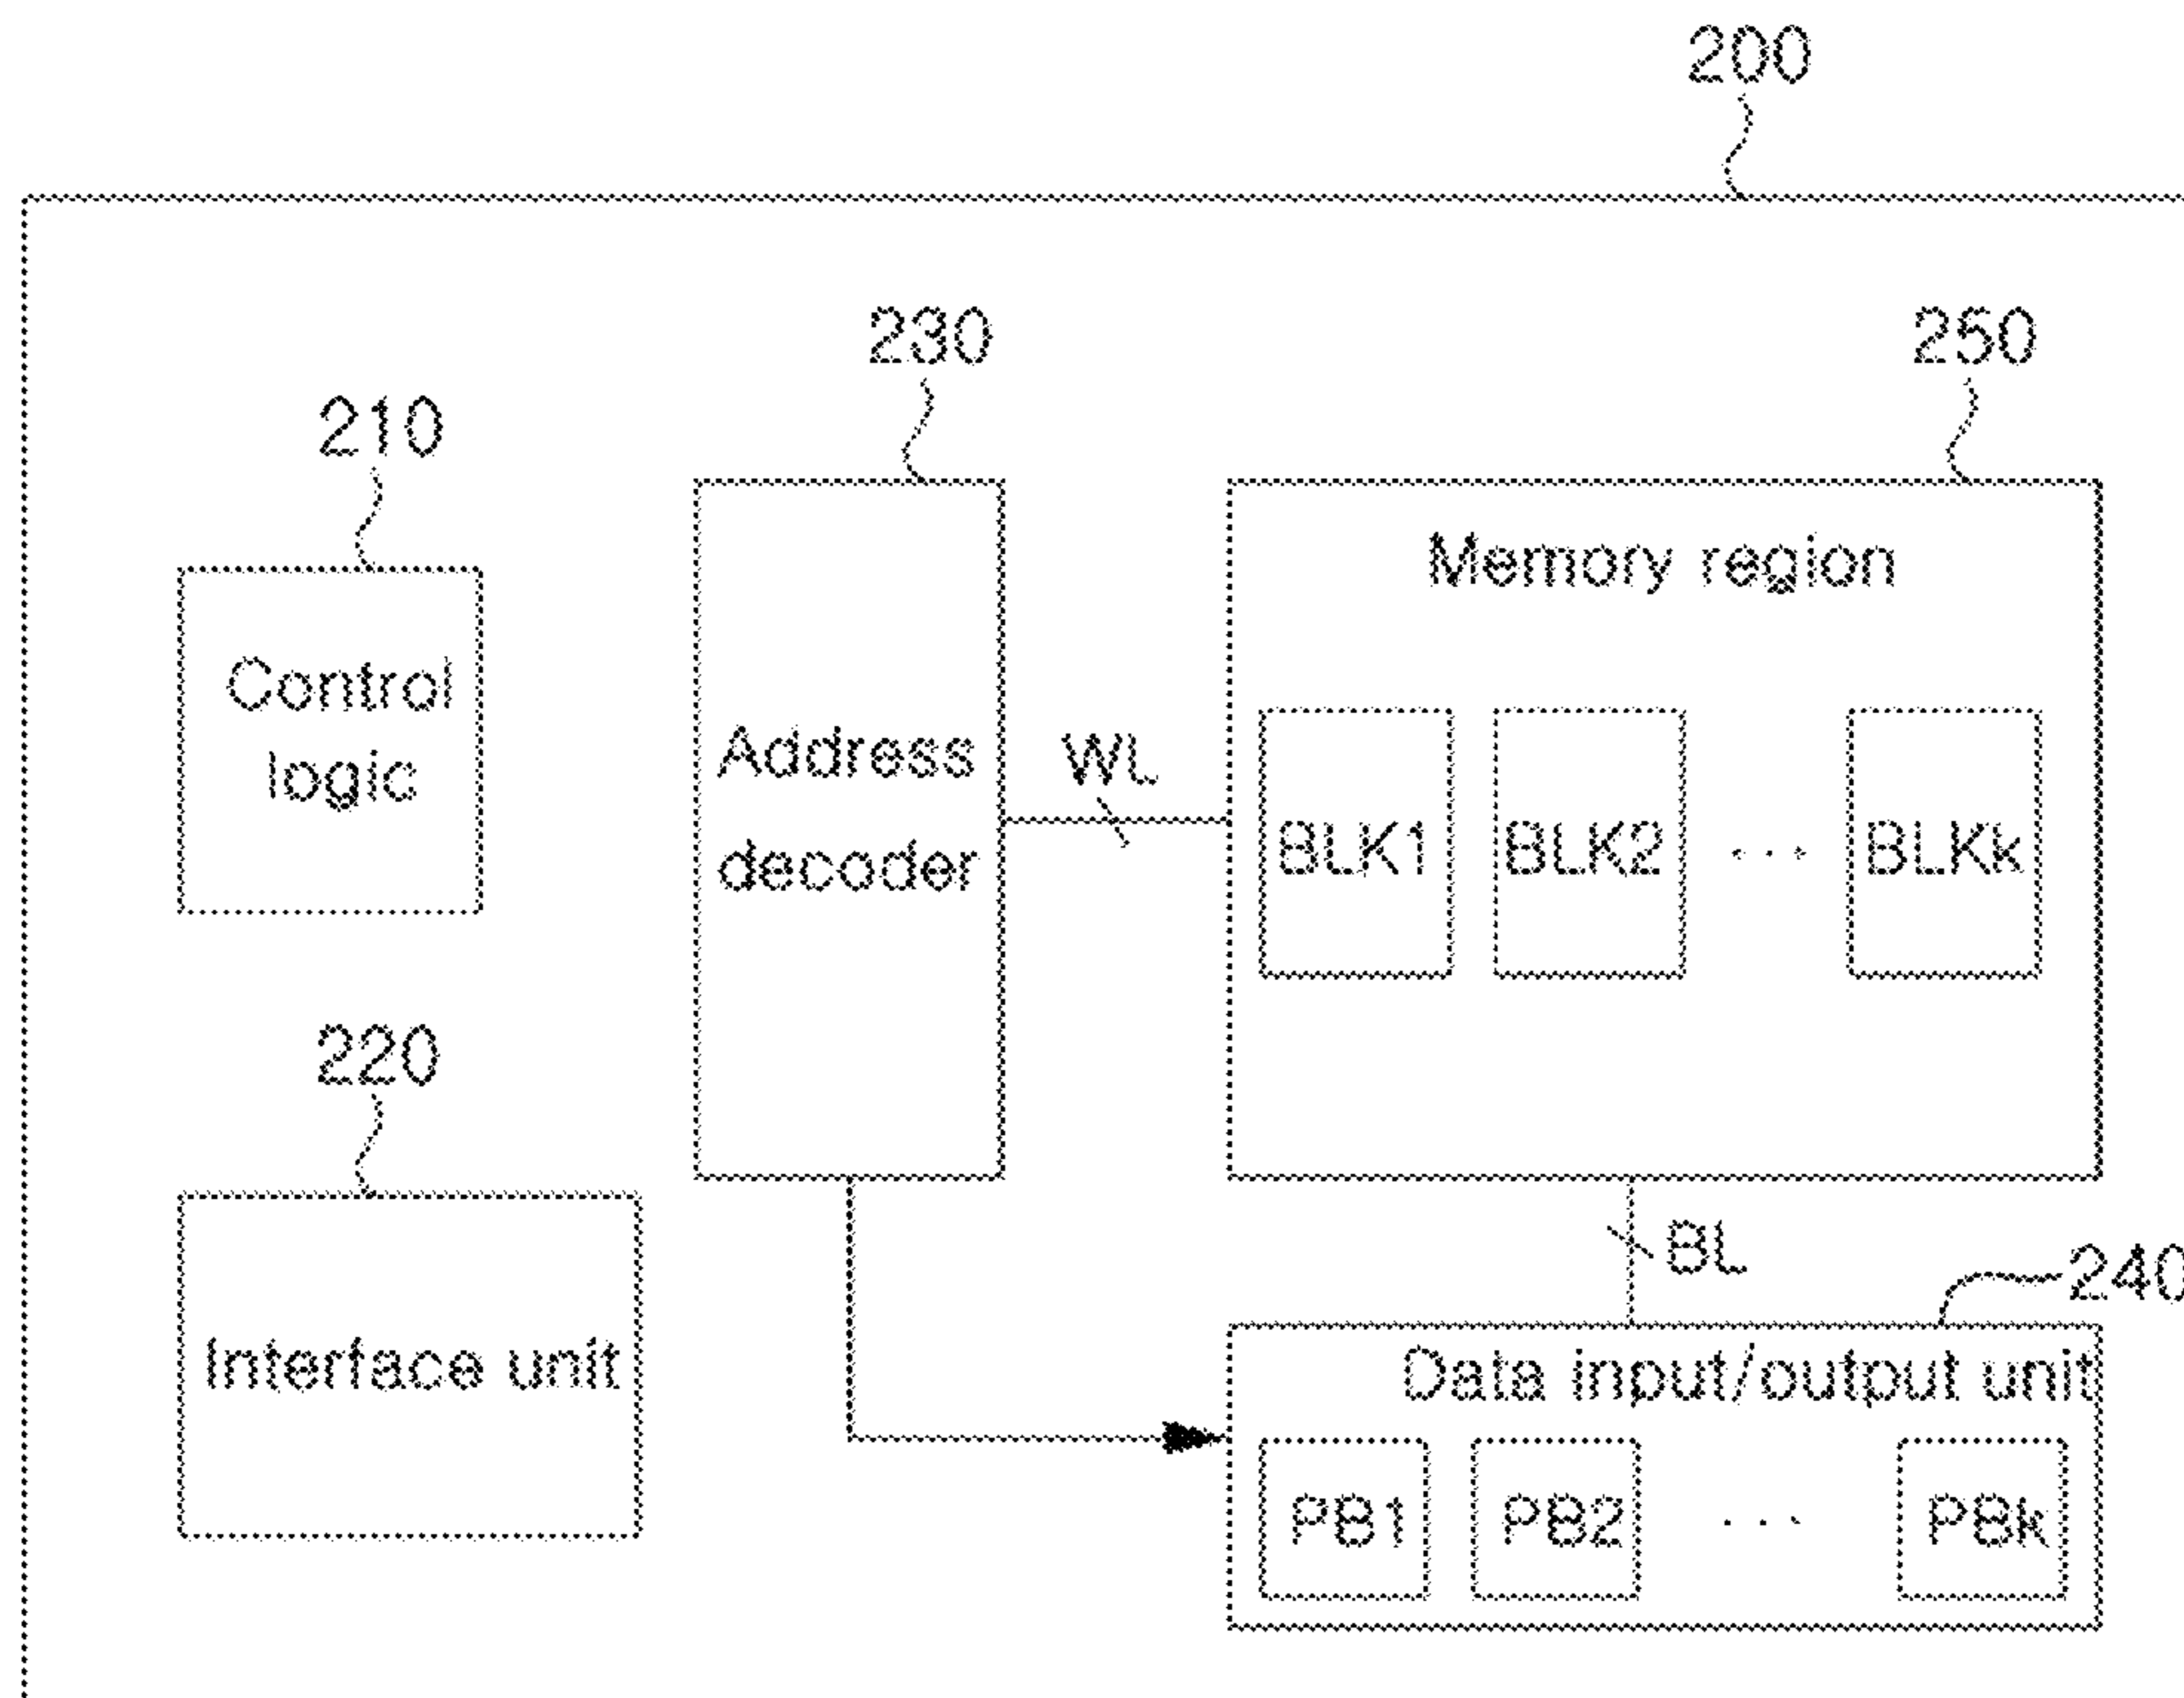 200
230
250
210
Memory region
Control
logic
Address
decoder
WL
BLK1 BLK2 ... BLKk
220
Interface unit
BL
240
Data input/output unit
PB1 PB2 ... PBk